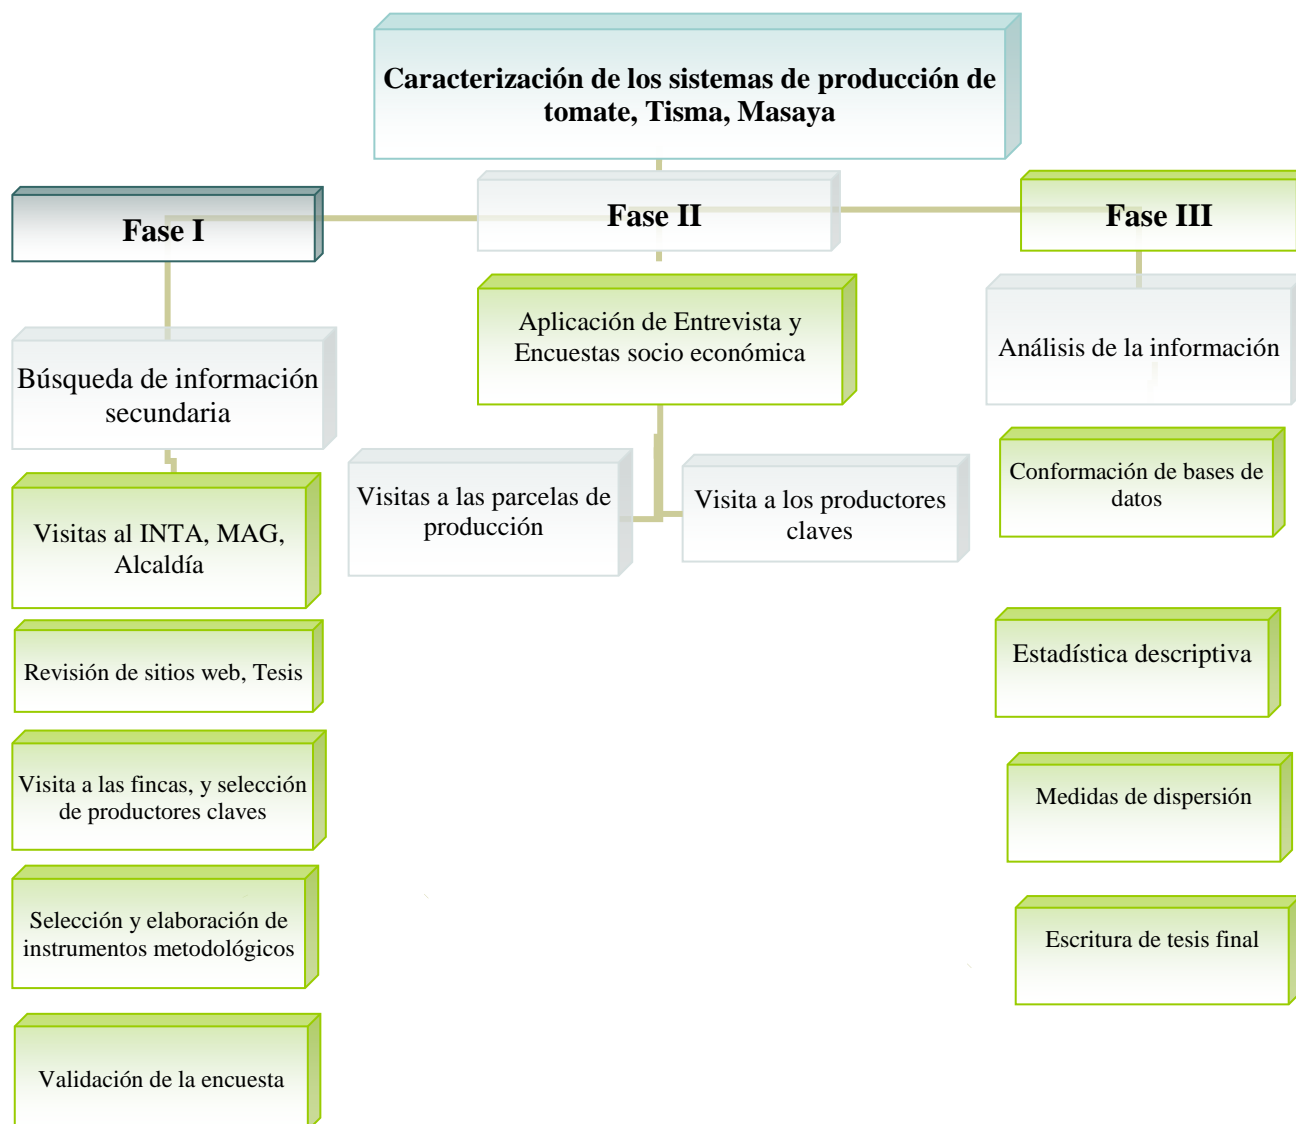 Caracterización de los sistemas de producción de
tomate, Tisma, Masaya
Fase I
Fase II
Fase III
Búsqueda de información
secundaria
Visitas al INTA, MAG,
Alcaldía
Revisión de sitios web, Tesis
Visita a las fincas, y selección
de productores claves
Selección y elaboración de
instrumentos metodológicos
Validación de la encuesta
Aplicación de Entrevista y
Encuestas socio económica
Visitas a las parcelas de
producción
Visita a los productores
claves
Análisis de la información
Conformación de bases de
datos
Estadística descriptiva
Medidas de dispersión
Escritura de tesis final